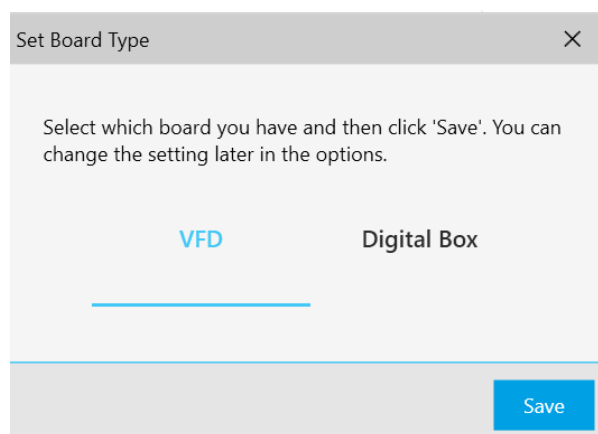 Set Board Type
Select which board you have and then click 'Save'. You can
change the setting later in the options.
VFD Digital Box
Save